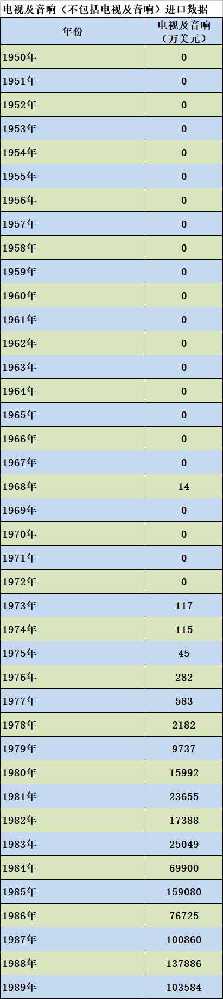 电视及音响（不包括电视及音响）进口数据
年份 电视及音响
（万美元）
1950年 0
1951年 0
1952年 0
1953年 0
1954年 0
1955年 0
1956年 0
1957年 0
1958年 0
1959年 0
1960年 0
1961年 0
1962年 0
1963年 0
1964年 0
1965年 0
1966年 0
1967年 0
1968年 14
1969年 0
1970年 0
1971年 0
1972年 0
1973年 117
1974年 115
1975年 45
1976年 282
1977年 583
1978年 2182
1979年 9737
1980年 15992
1981年 23655
1982年 17388
1983年 25049
1984年 69900
1985年 159080
1986年 76725
1987年 100860
1988年 137886
1989年 103584